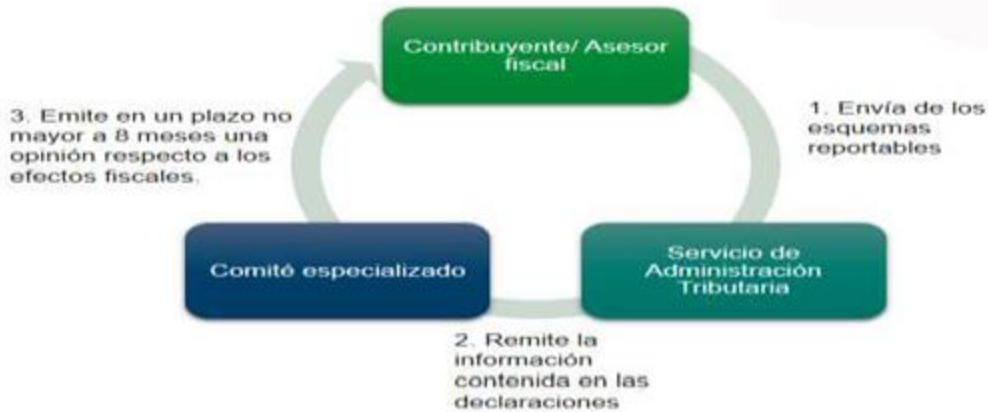 Contribuyente/ Asesor
fiscal
1. Envía de los
esquemas
reportables
Servicio de
Administración
Tributaria
2. Remite la
información
contenida en las
declaraciones
Comité especializado
3. Emite en un plazo no
mayor a 8 meses una
opinión respecto a los
efectos fiscales.